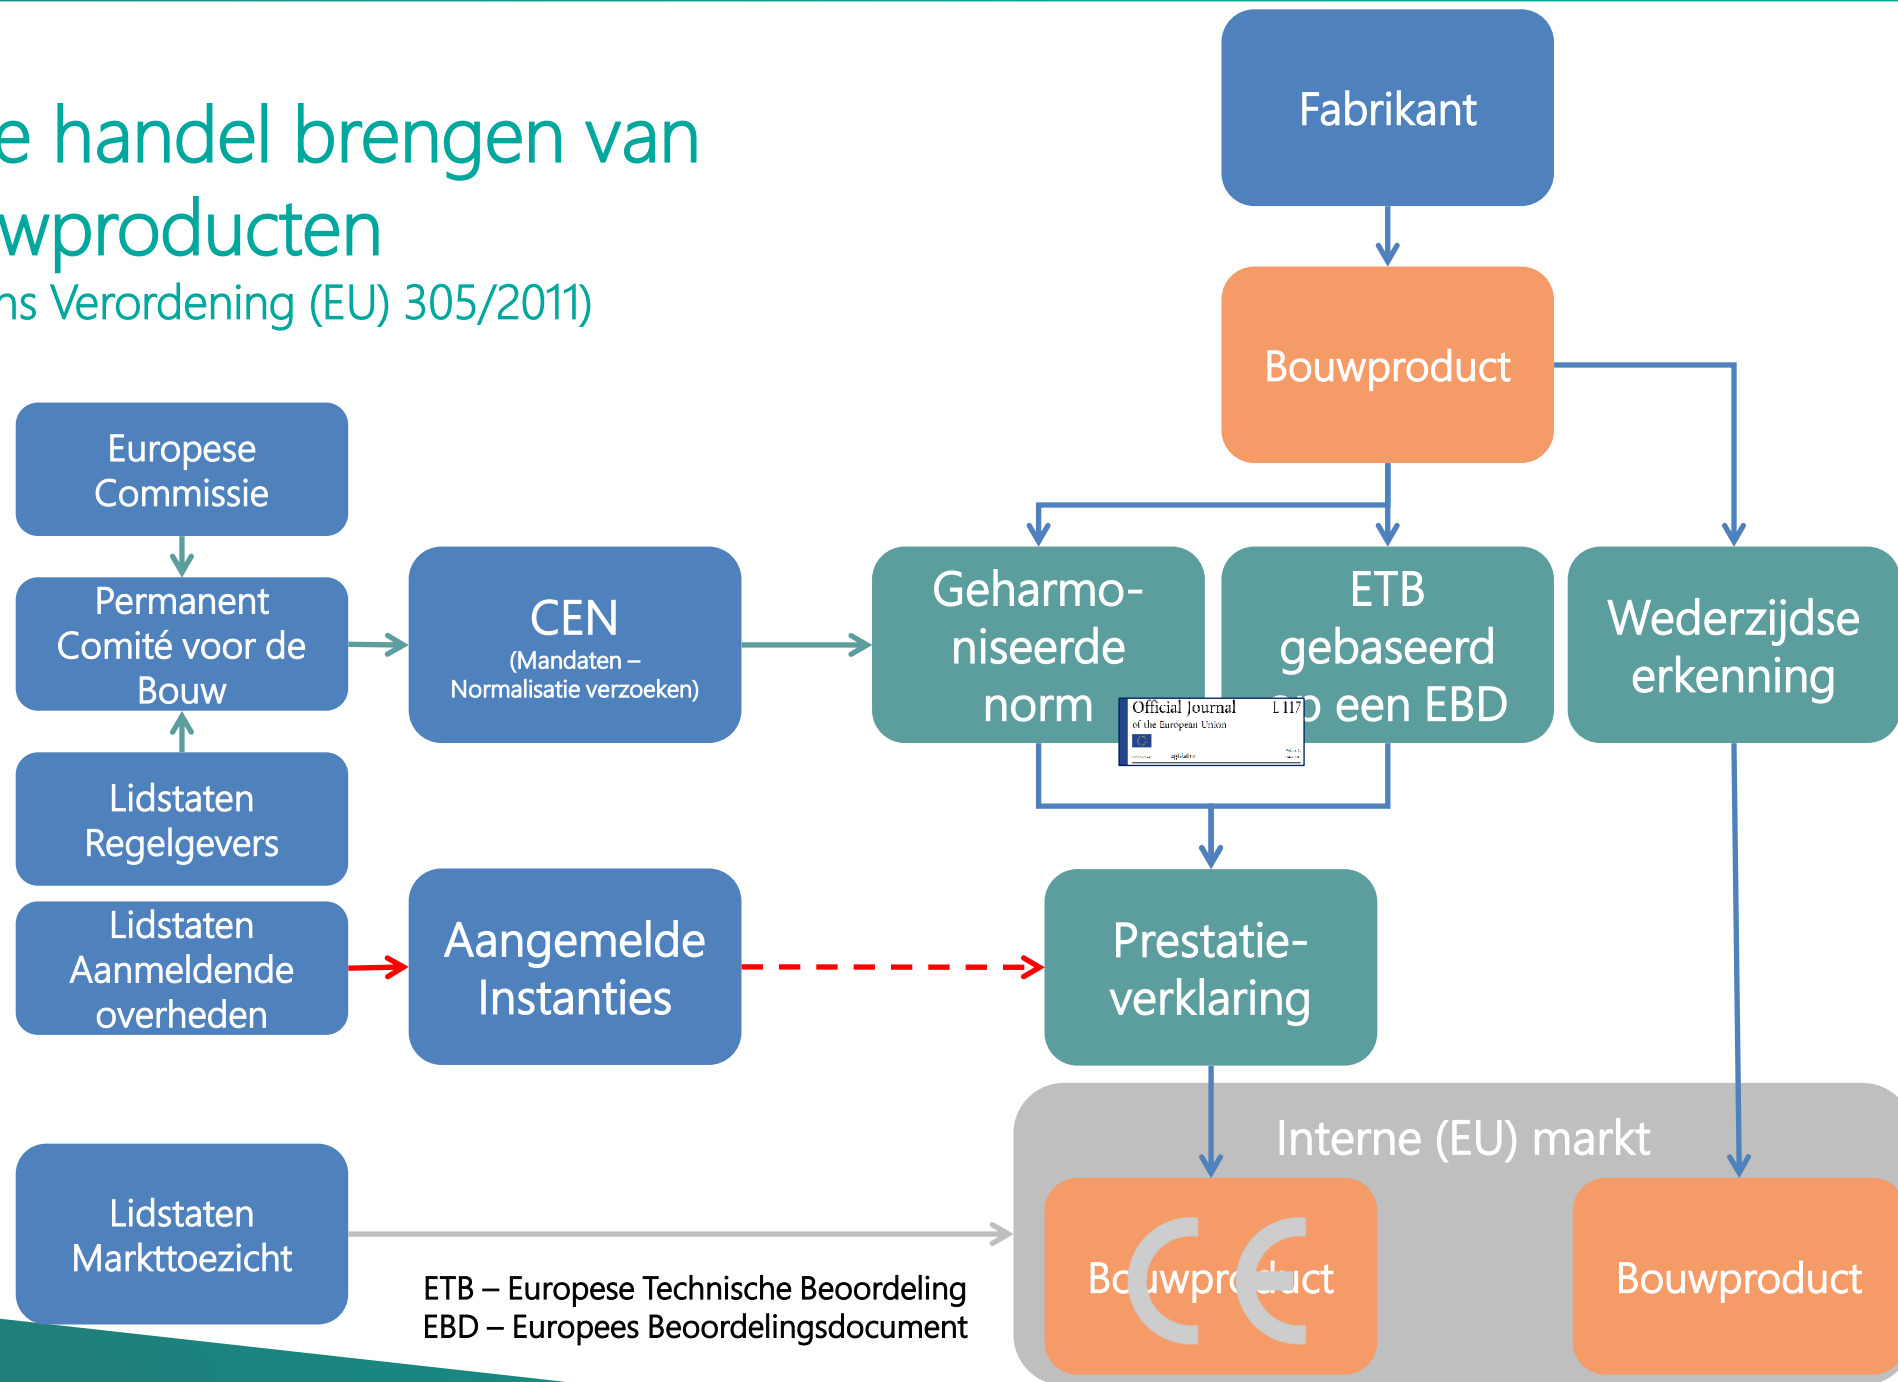 e handel brengen van
wproducten
ns Verordening (EU) 305/2011)
Fabrikant
Bouwproduct
Europese
Commissie
Permanent
Comité voor de
Bouw
Lidstaten
Regelgevers
CEN
(Mandaten –
Normalisatie verzoeken)
Geharmo-
niseerde
norm
ETB
gebaseerd
op een EBD
Wederzijdse
erkenning
Official Journal L 117
of the European Union
Lidstaten
Aanmeldende
overheden
Aangemelde
Instanties
Prestatie-
verklaring
Interne (EU) markt
Lidstaten
Markttoezicht
Bouwproduct
CE
Bouwproduct
ETB – Europese Technische Beoordeling
EBD – Europees Beoordelingsdocument